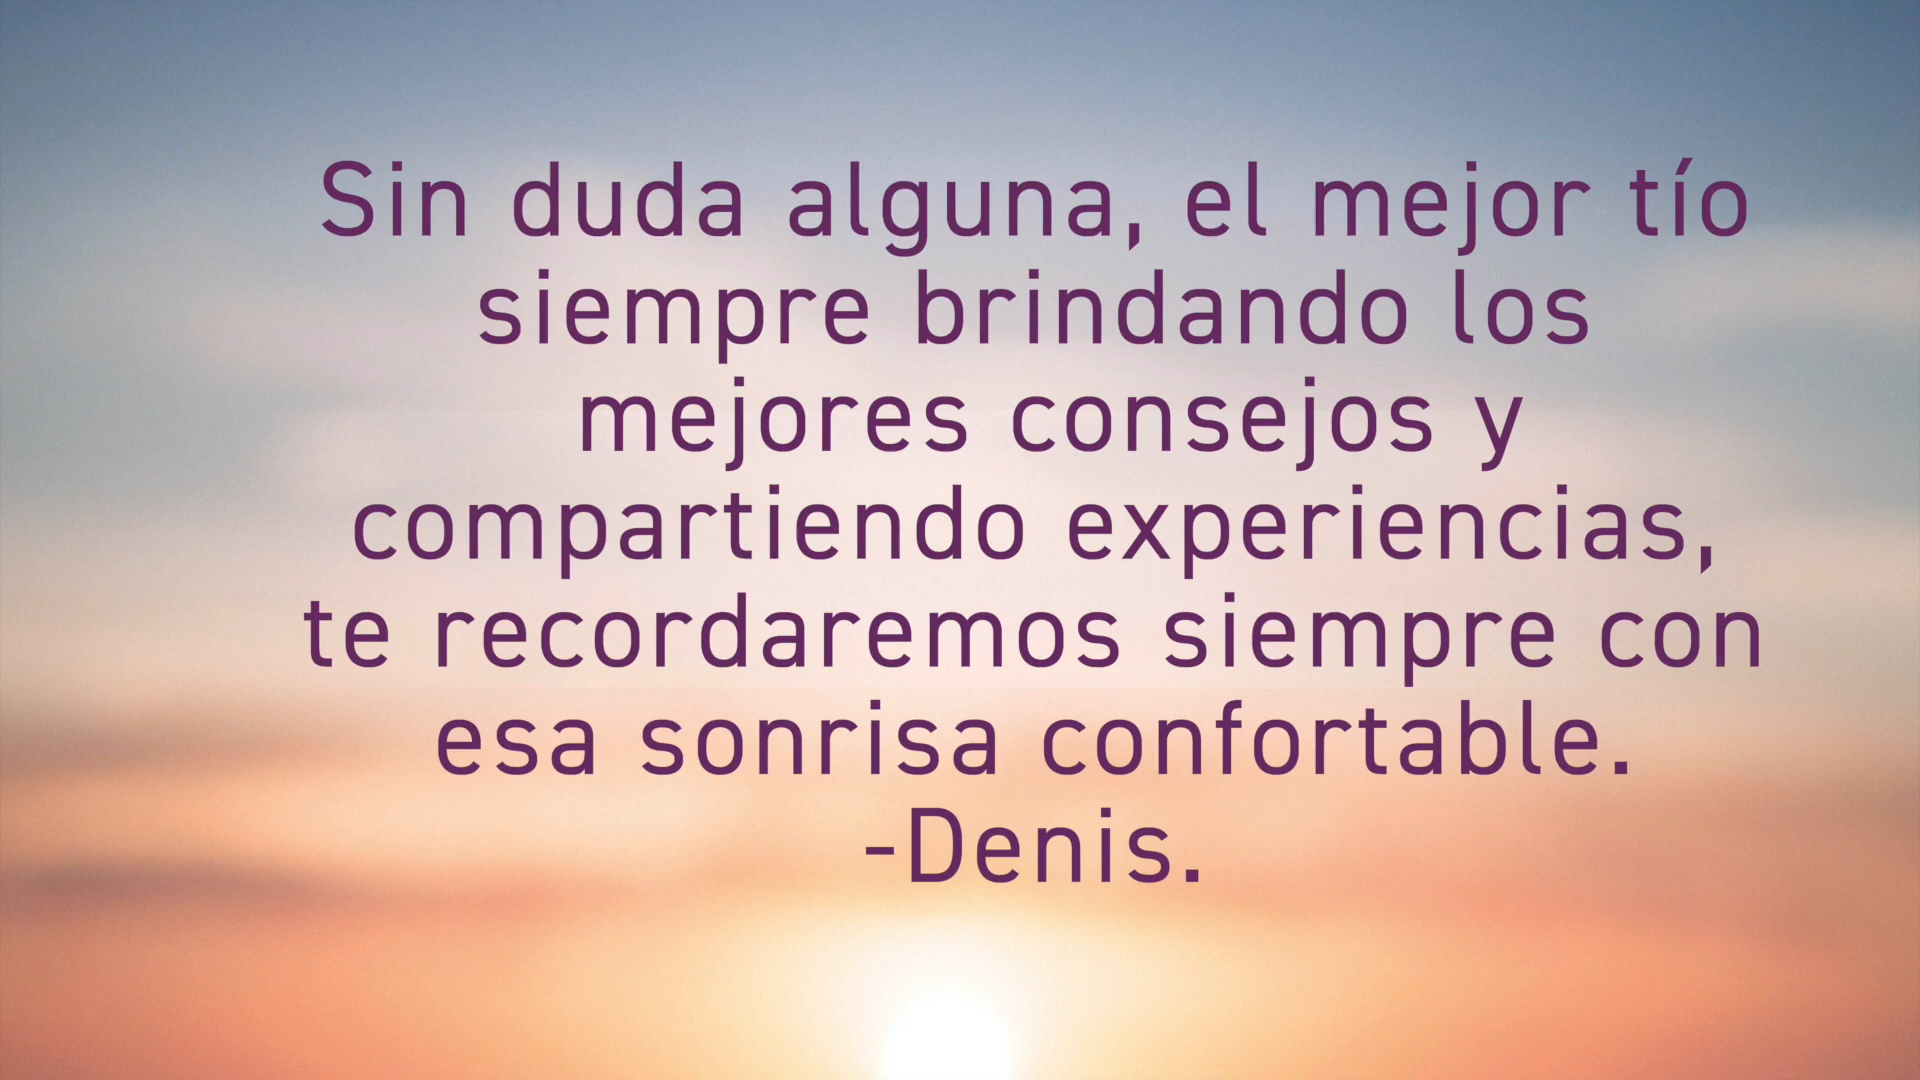 Sin duda alguna, el mejor tío
siempre brindando los
mejores consejos y
compartiendo experiencias,
te recordaremos siempre con
esa sonrisa confortable.
-Denis.